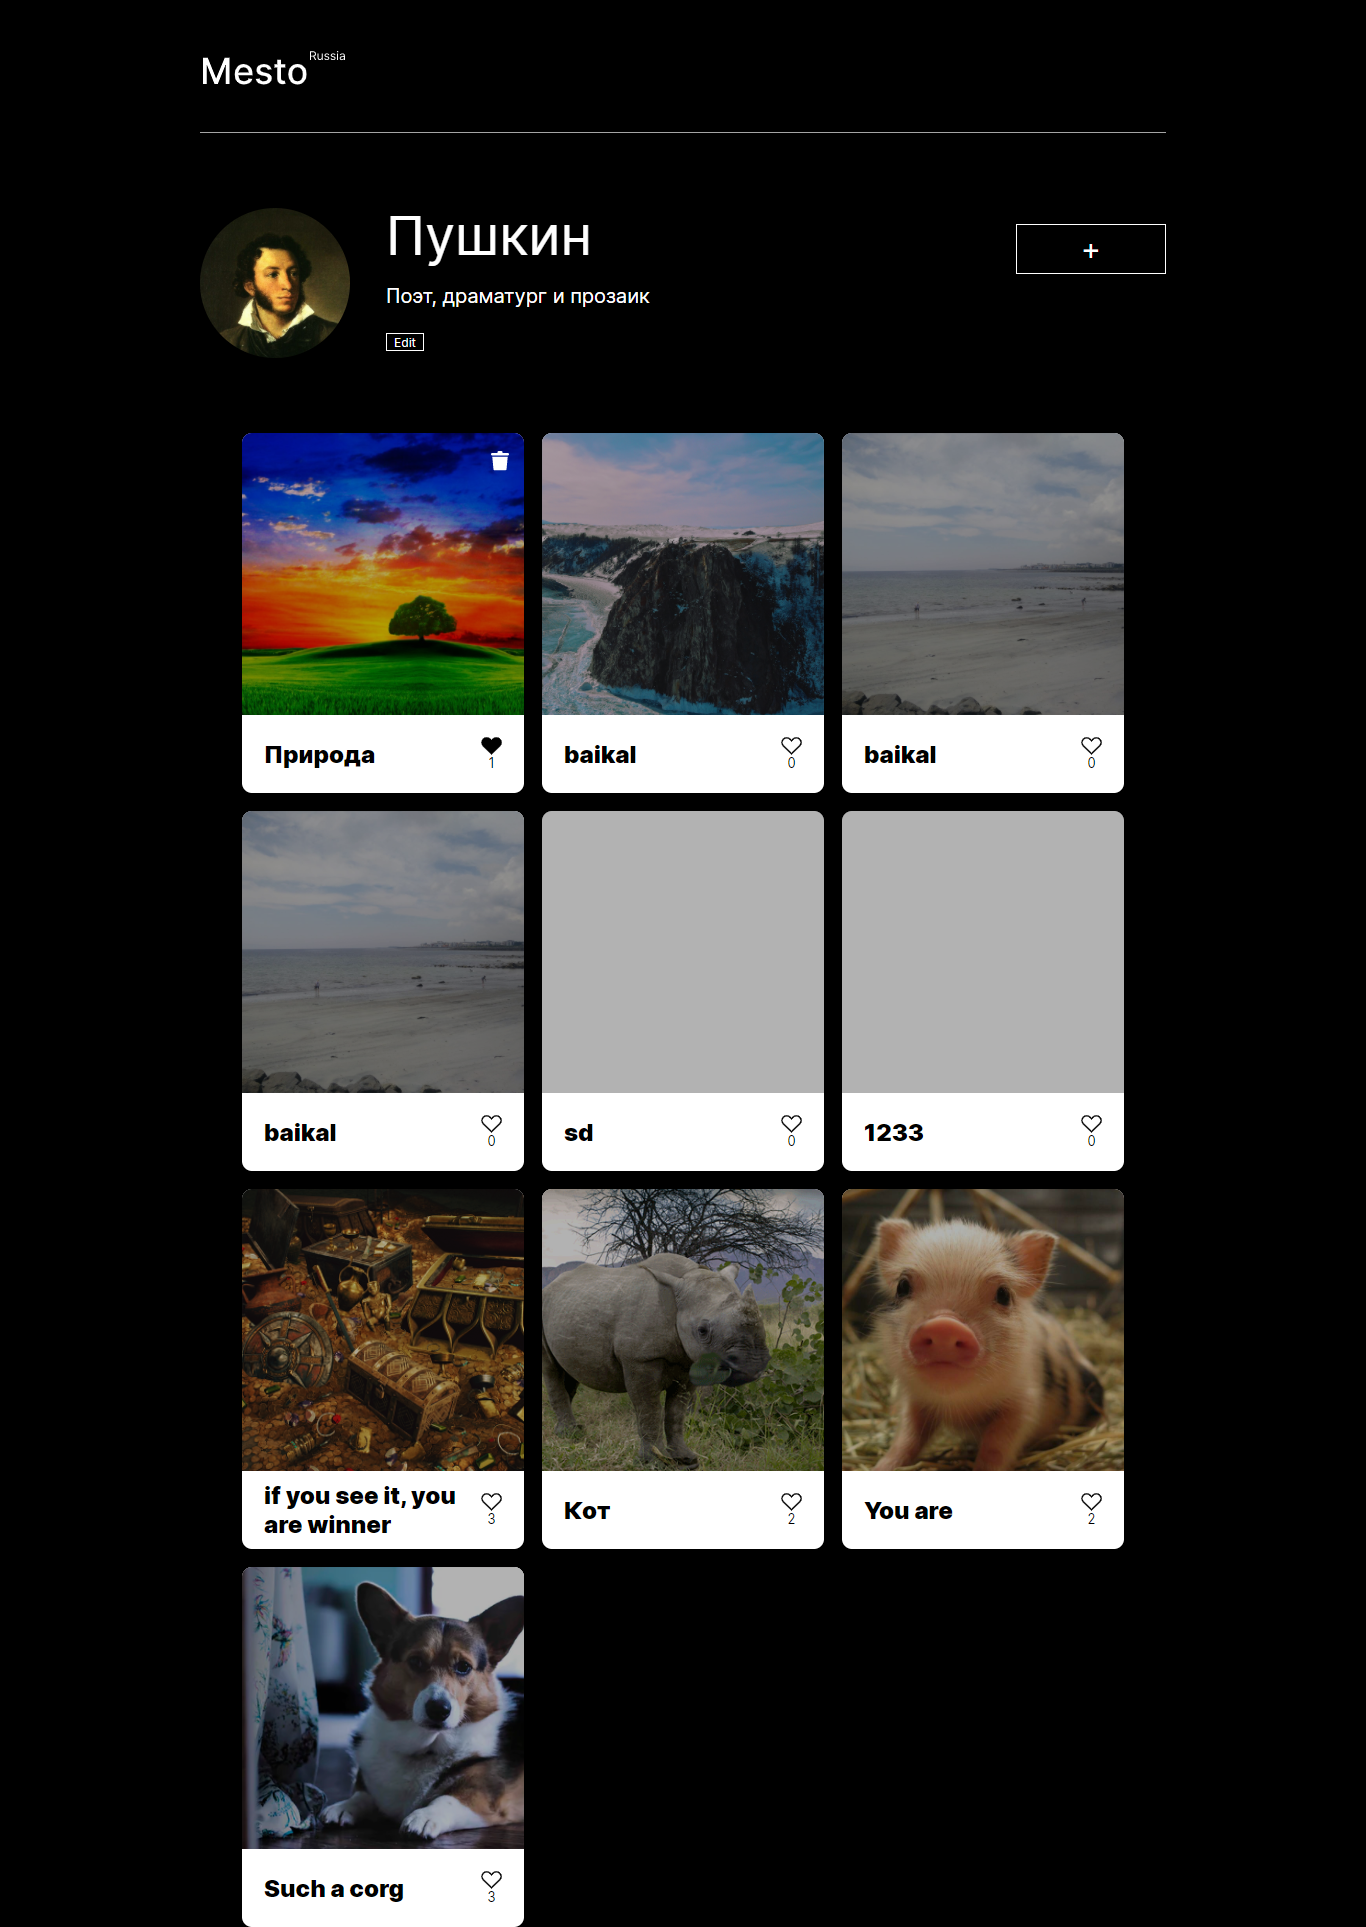 Mesto Russia
Пушкин
+
Поэт, драматург и прозаик
Edit
Природа
1
baikal
0
baikal
0
baikal
0
sd
0
1233
0
if you see it, you
are winner
3
Кот
2
You are
2
Such a corg
3